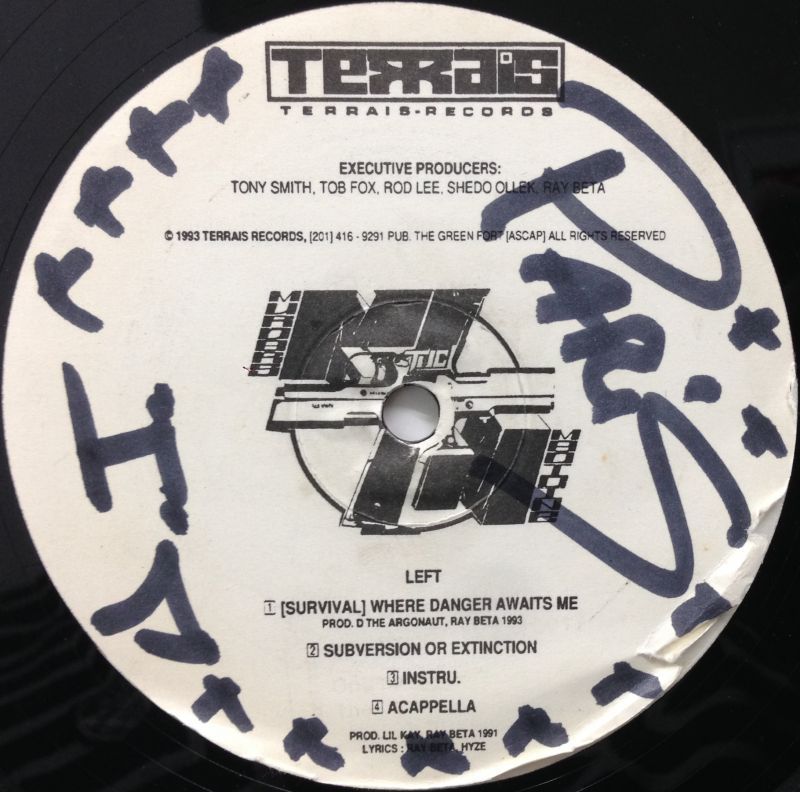 TERRAIS
TERRAIS-RECORDS
EXECUTIVE PRODUCERS:
TONY SMITH, TOB FOX, ROD LEE, SHEDO OLLEK, RAY BETA
© 1993 TERRAIS RECORDS, [201] 416 - 9291 PUB. THE GREEN FORT [ASCAP] ALL RIGHTS RESERVED
PARiS
D.I
LEFT
1 [SURVIVAL] WHERE DANGER AWAITS ME
PROD. D THE ARGONAUT, RAY BETA 1993
2 SUBVERSION OR EXTINCTION
3 INSTRU.
4 ACAPPELLA
PROD. LIL KAY, RAY BETA 1991
LYRICS : RAY BETA, HYZE